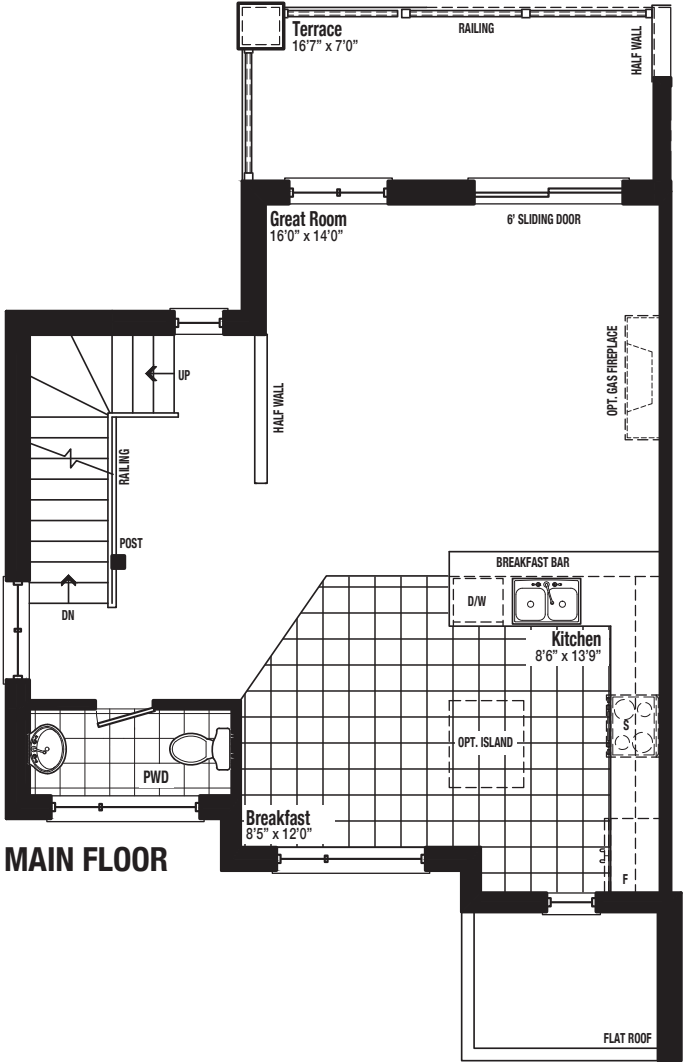 Terrace
16'7” x 7'0”
RAILING
HALF WALL
Great Room
16'0” x 14'0”
6' SLIDING DOOR
UP
HALF WALL
OPT. GAS FIREPLACE
RAILING
POST
DN
BREAKFAST BAR
D/W
Kitchen
8'6” x 13'9”
S
OPT. ISLAND
PWD
Breakfast
8'5” x 12'0”
MAIN FLOOR
F
FLAT ROOF